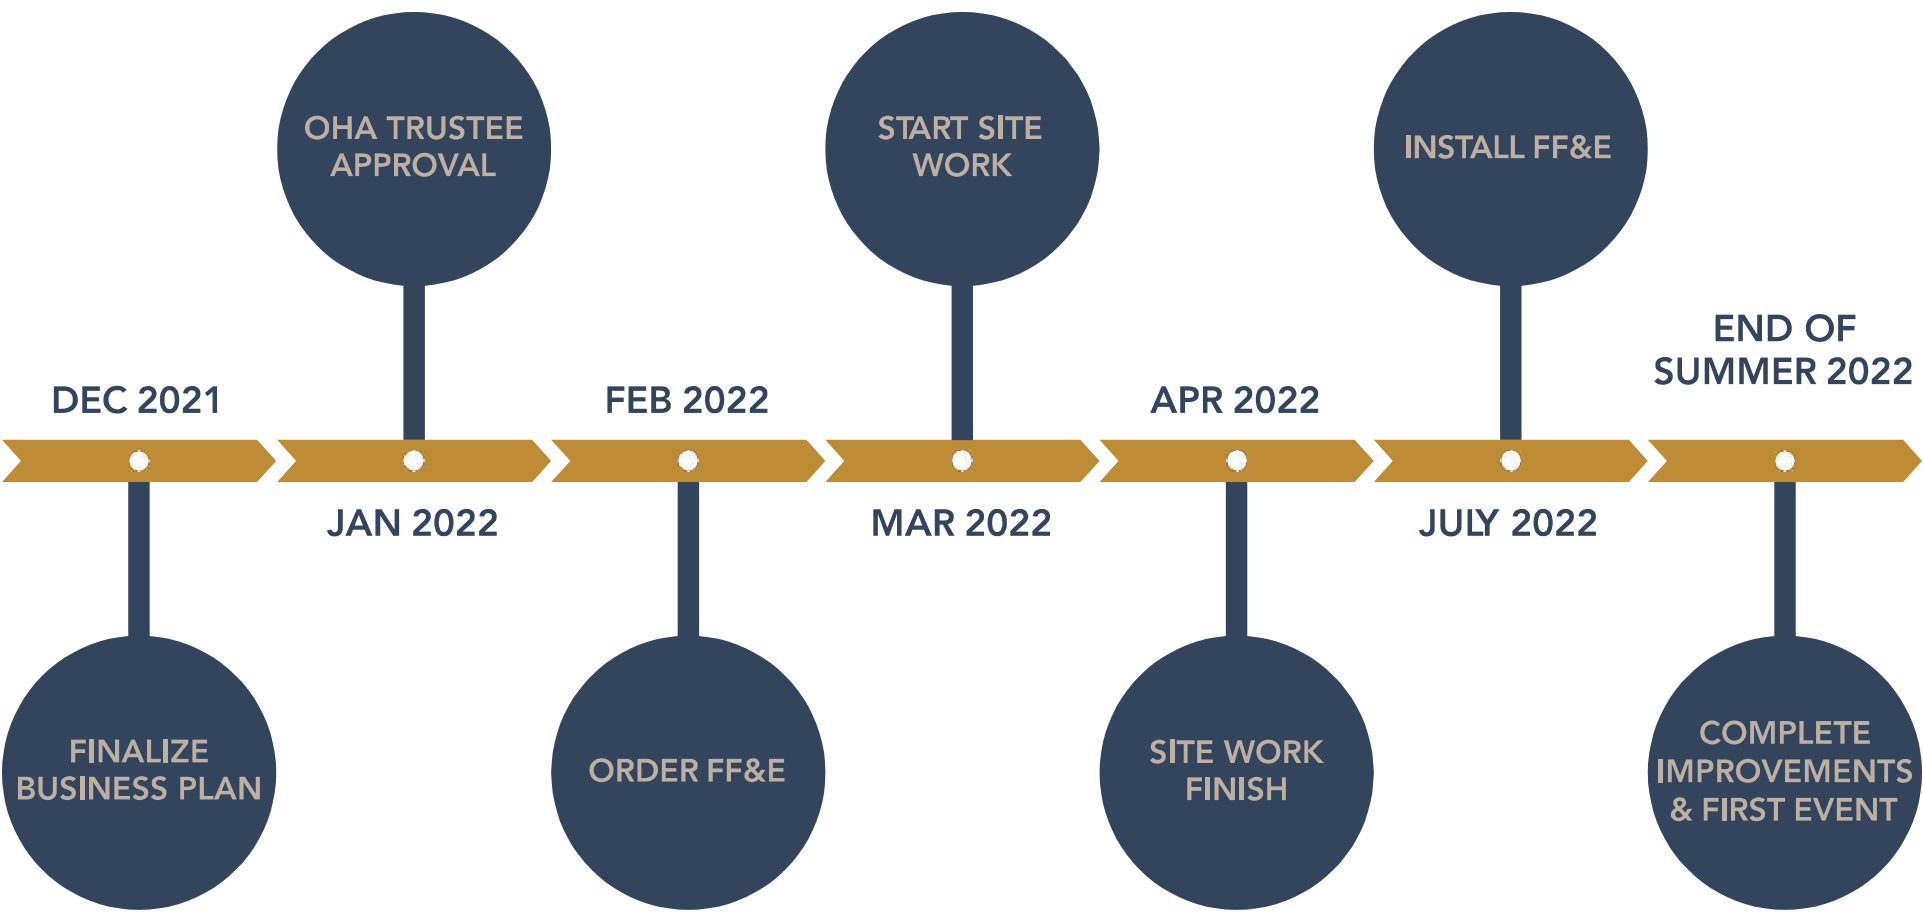 DEC 2021
FINALIZE
BUSINESS PLAN
OHA TRUSTEE
APPROVAL
JAN 2022
FEB 2022
ORDER FF&E
START SITE
WORK
MAR 2022
APR 2022
SITE WORK
FINISH
INSTALL FF&E
JULY 2022
END OF
SUMMER 2022
COMPLETE
IMPROVEMENTS
& FIRST EVENT